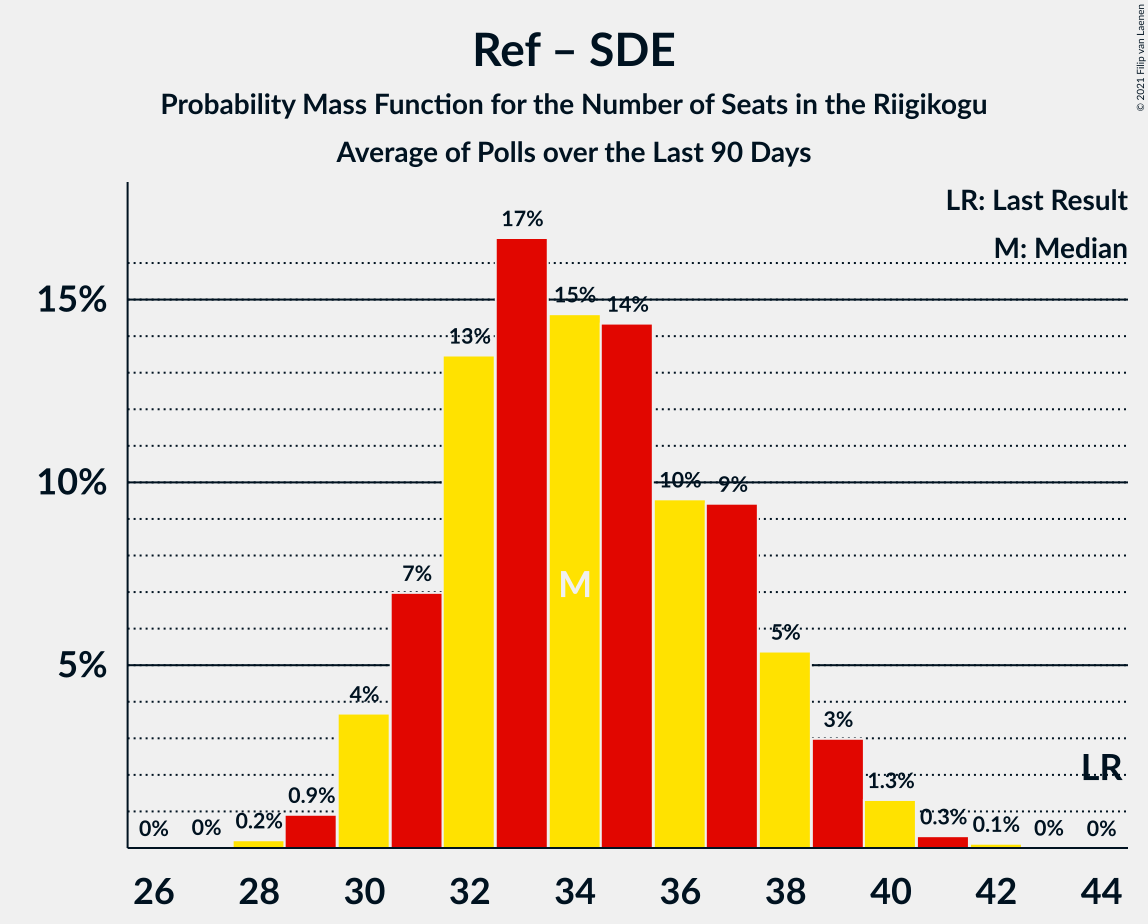 Ref – SDE
Probability Mass Function for the Number of Seats in the Riigikogu
Average of Polls over the Last 90 Days
© 2021 Filip van Laenen
LR: Last Result
M: Median
15%
10%
5%
0%
0%
0.2%
0.9%
4%
7%
13%
17%
15%
14%
10%
9%
5%
3%
1.3%
0.3%
0.1%
0%
0%
M
LR
26 28 30 32 34 36 38 40 42 44